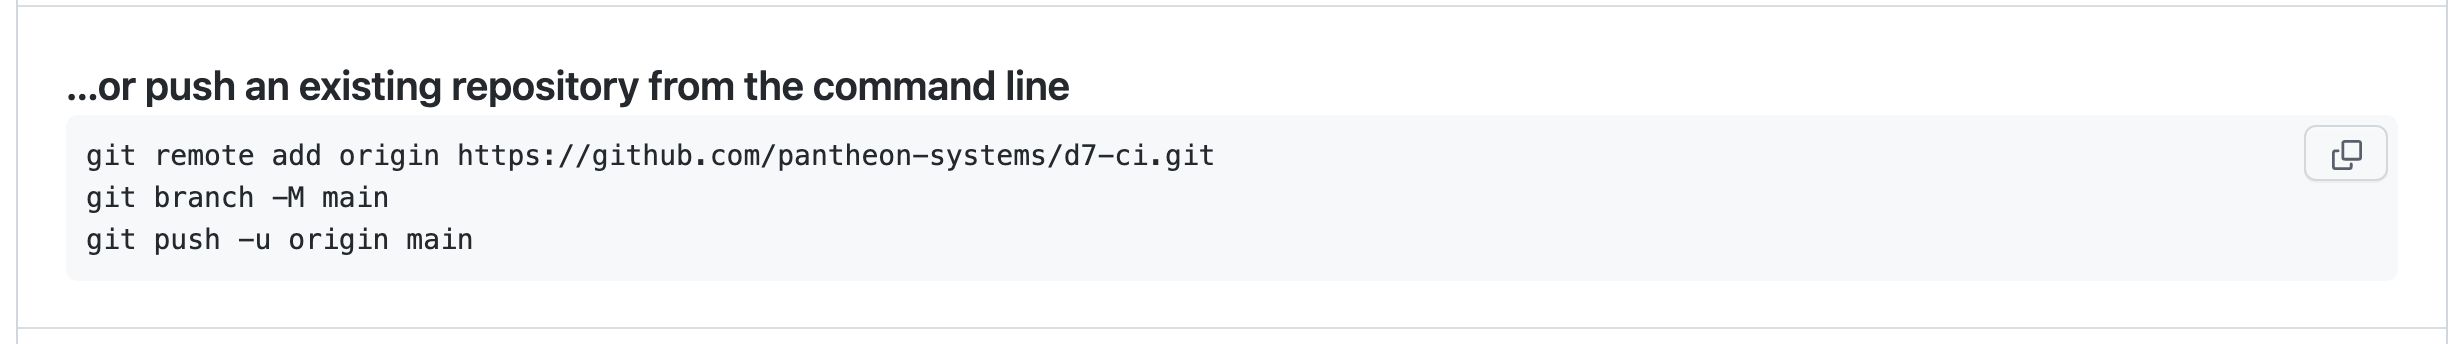 ...or push an existing repository from the command line
git remote add origin https://github.com/pantheon-systems/d7-ci.git
git branch -M main
git push -u origin main